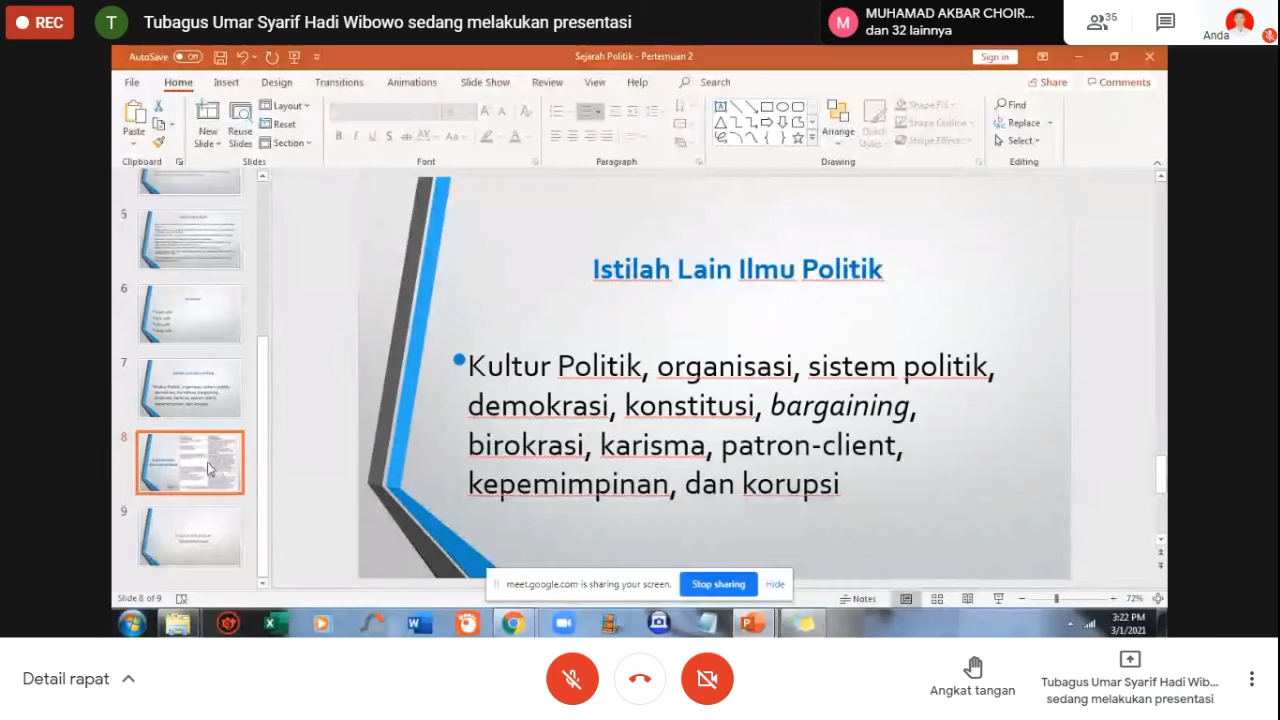 REC
T
Tubagus Umar Syarif Hadi Wibowo sedang melakukan presentasi
M
MUHAMAD AKBAR CHOIR...
dan 32 lainnya
35
Anda
AutoSave Off
Sejarah Politik - Pertemuan 2
Sign in
File Home Insert Design Transitions Animations Slide Show Review View Help Search
Share Comments
Paste
New Slide
Reuse Slides
Layout
Reset
Section
Arrange
Quick Styles
Shape Fill
Shape Outline
Shape Effects
Find
Replace
Select
Clipboard Slides Font Paragraph Drawing Editing
5
6
7
8
9
Istilah Lain Ilmu Politik
Kultur Politik, organisasi, sistem politik,
demokrasi, konstitusi, bargaining,
birokrasi, karisma, patron-client,
kepemimpinan, dan korupsi
meet.google.com is sharing your screen.
Stop sharing
Hide
Slide 8 of 9
Notes
72%
3:22 PM
3/1/2021
Detail rapat
Angkat tangan
Tubagus Umar Syarif Hadi Wib...
sedang melakukan presentasi